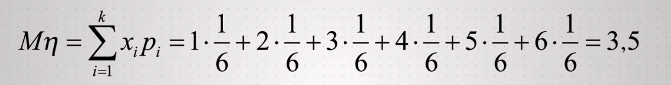 Mη = ∑_{i=1}^{k} x_i p_i = 1·1/6 + 2·1/6 + 3·1/6 + 4·1/6 + 5·1/6 + 6·1/6 = 3,5